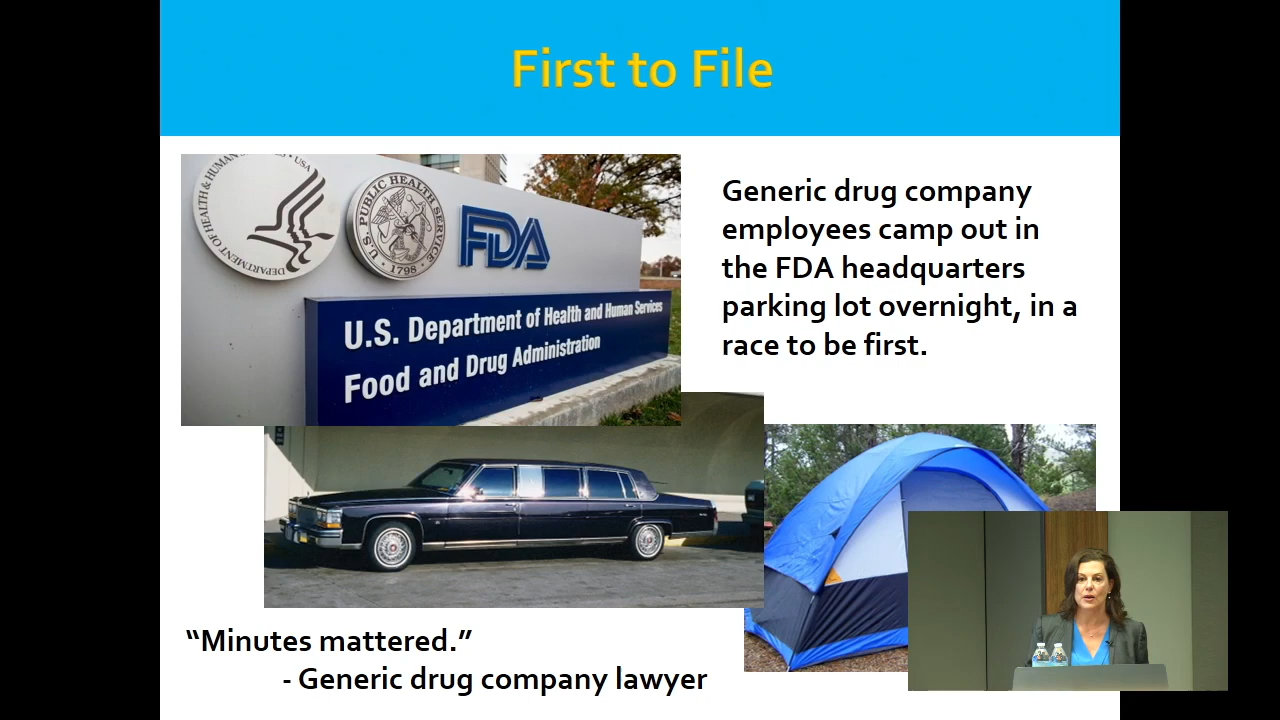 First to File
DEPARTMENT OF HEALTH & HUMAN
USA
U.S. PUBLIC HEALTH SERVICE
1798
FDA
U.S. Department of Health and Human Services
Food and Drug Administration
Generic drug company
employees camp out in
the FDA headquarters
parking lot overnight, in a
race to be first.
“Minutes mattered.”
- Generic drug company lawyer